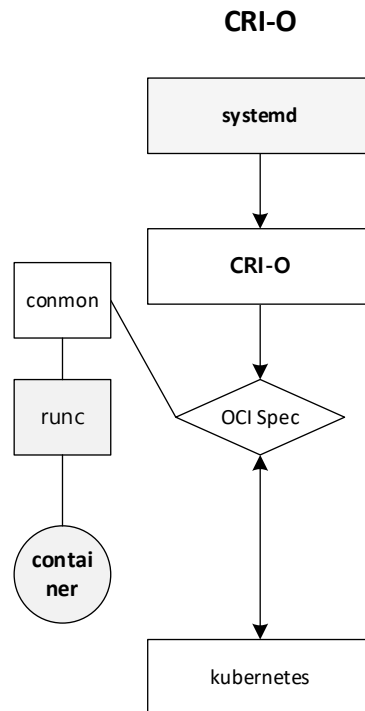 CRI-O
systemd
CRI-O
conmon
runc
OCI Spec
contai
ner
kubernetes